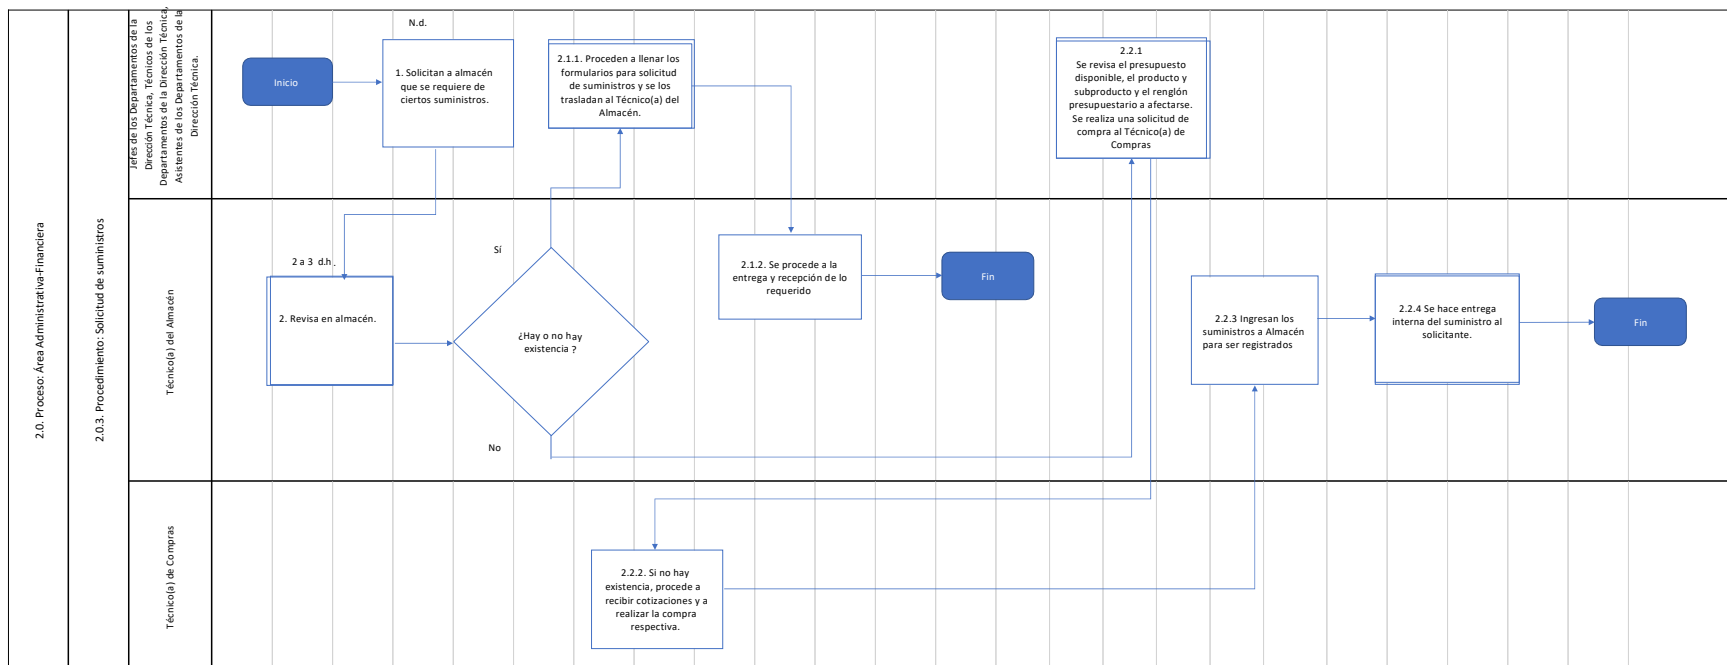 2.0. Proceso: Área Administrativa-Financiera
2.0.3. Procedimiento: Solicitud de suministros
Jefes de los Departamentos de la
Dirección Técnica, Técnicos de los
Departamentos de la Dirección Técnica,
Asistentes de los Departamentos de la
Dirección Técnica.
Inicio
N.d.
1. Solicitan a almacén
que se requiere de
ciertos suministros.
2.1.1. Proceden a llenar los
formularios para solicitud
de suministros y se los
trasladan al Técnico(a) del
Almacén.
2.2.1
Se revisa el presupuesto
disponible, el producto y
subproducto y el renglón
presupuestario a afectarse.
Se realiza una solicitud de
compra al Técnico(a) de
Compras
Técnico(a) del Almacén
2 a 3 d.h.
2. Revisa en almacén.
Sí
¿Hay o no hay
existencia ?
No
2.1.2. Se procede a la
entrega y recepción de lo
requerido
Fin
2.2.3 Ingresan los
suministros a Almacén
para ser registrados
2.2.4 Se hace entrega
interna del suministro al
solicitante.
Fin
Técnico(a) de Compras
2.2.2. Si no hay
existencia, procede a
recibir cotizaciones y a
realizar la compra
respectiva.